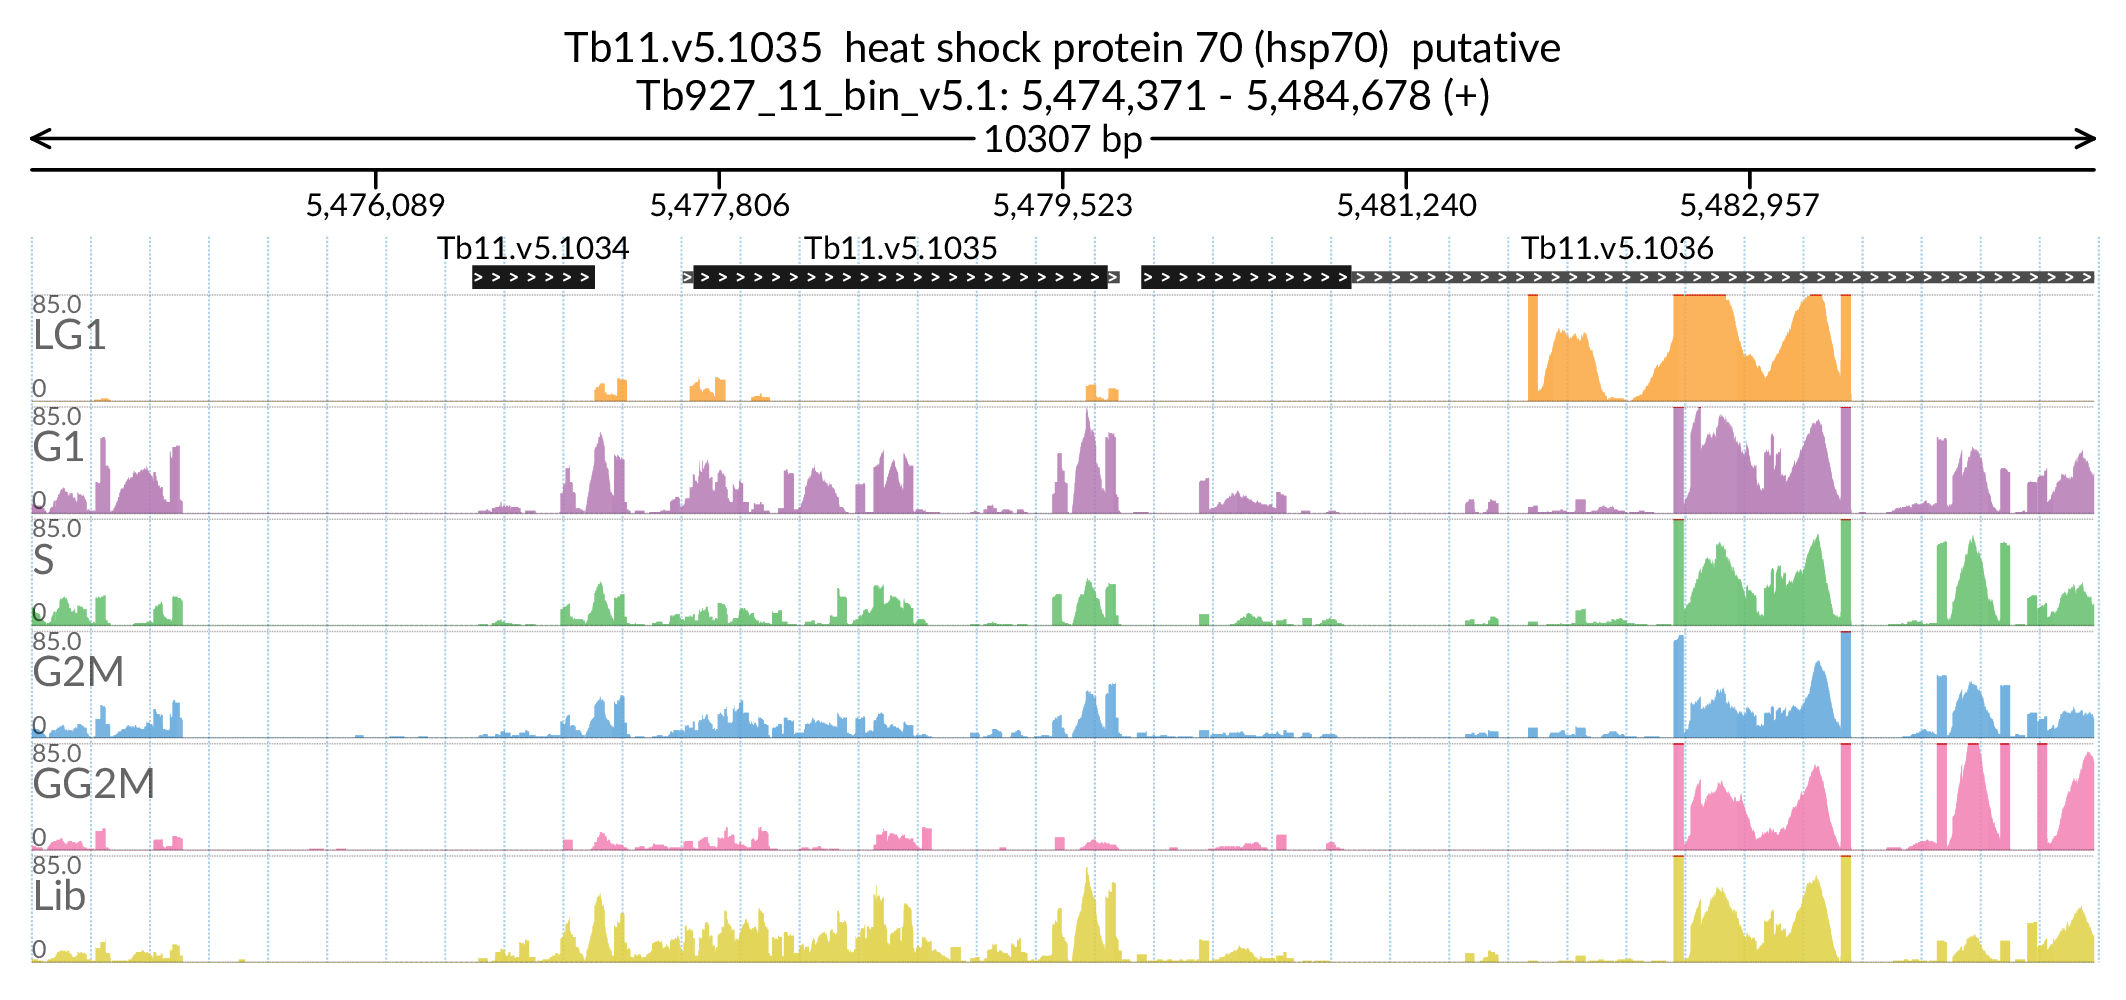 Tb11.v5.1035 heat shock protein 70 (hsp70) putative
Tb927_11_bin_v5.1: 5,474,371 - 5,484,678 (+)
10307 bp
5,476,089 5,477,806 5,479,523 5,481,240 5,482,957
Tb11.v5.1034 Tb11.v5.1035 Tb11.v5.1036
85.0
LG1
0
85.0
G1
0
85.0
S
0
85.0
G2M
0
85.0
GG2M
0
85.0
Lib
0